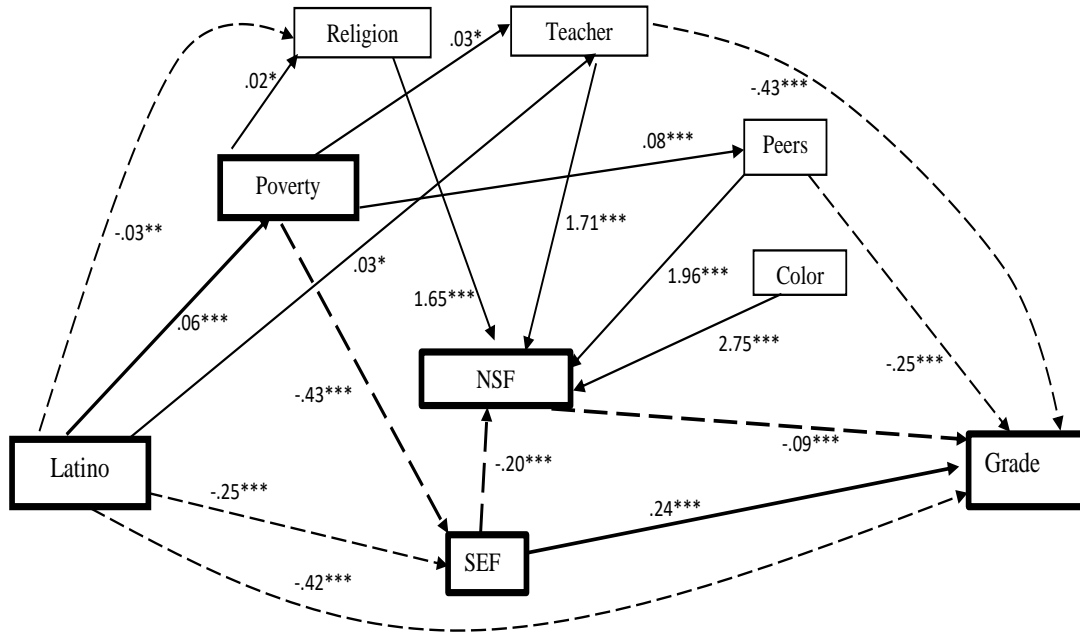 Religion
Teacher
.03*
.02*
-.43***
Peers
.08***
Poverty
-.03**
1.71***
.03*
Color
1.96***
1.65***
.06***
2.75***
NSF
-.25***
-.43***
-.09***
Latino
-.20***
Grade
-.25***
.24***
SEF
-.42***